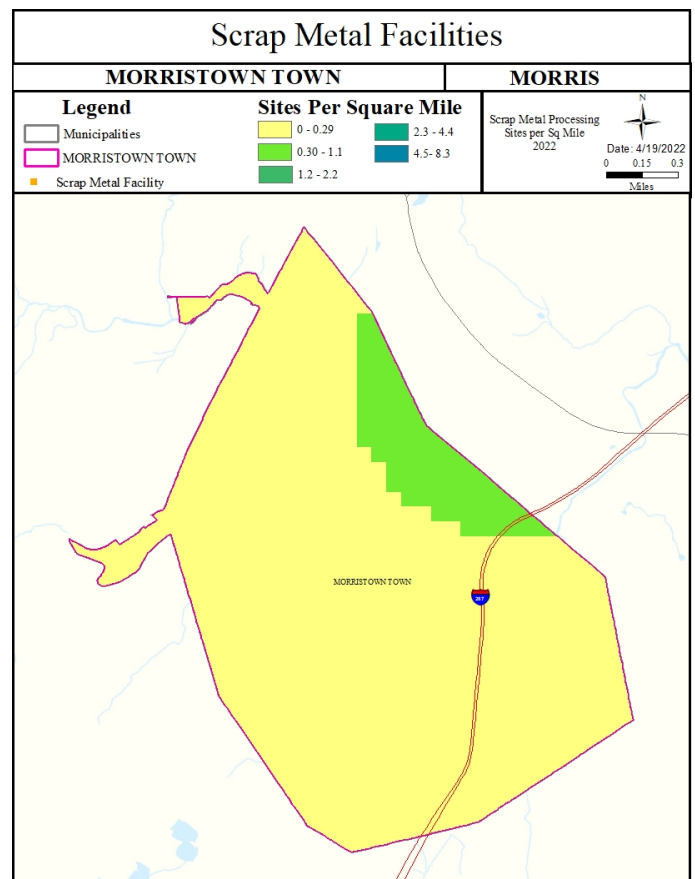 Scrap Metal Facilities
MORRISTOWN TOWN
MORRIS
Legend
Municipalities
MORRISTOWN TOWN
Scrap Metal Facility
Sites Per Square Mile
0 - 0.29
0.30 - 1.1
1.2 - 2.2
2.3 - 4.4
4.5- 8.3
Scrap Metal Processing
Sites per Sq Mile
2022
N
Date: 4/19/2022
0 0.15 0.3
Miles
MORRISTOWN TOWN
287